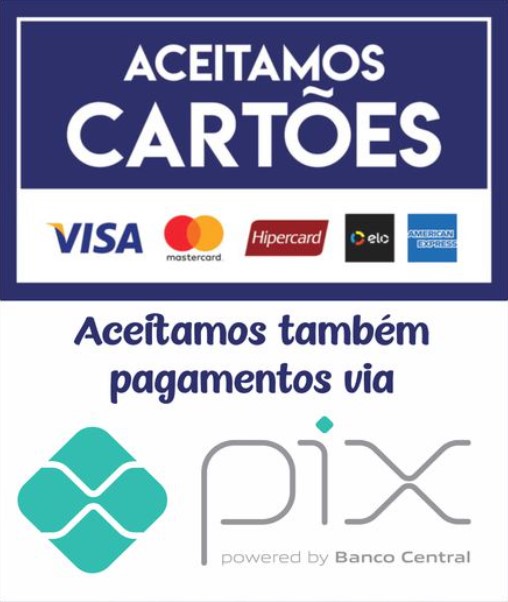 ACEITAMOS
CARTÕES
VISA
mastercard
Hipercard
elo
AMERICAN
EXPRESS
Aceitamos também
pagamentos via
pix
powered by Banco Central